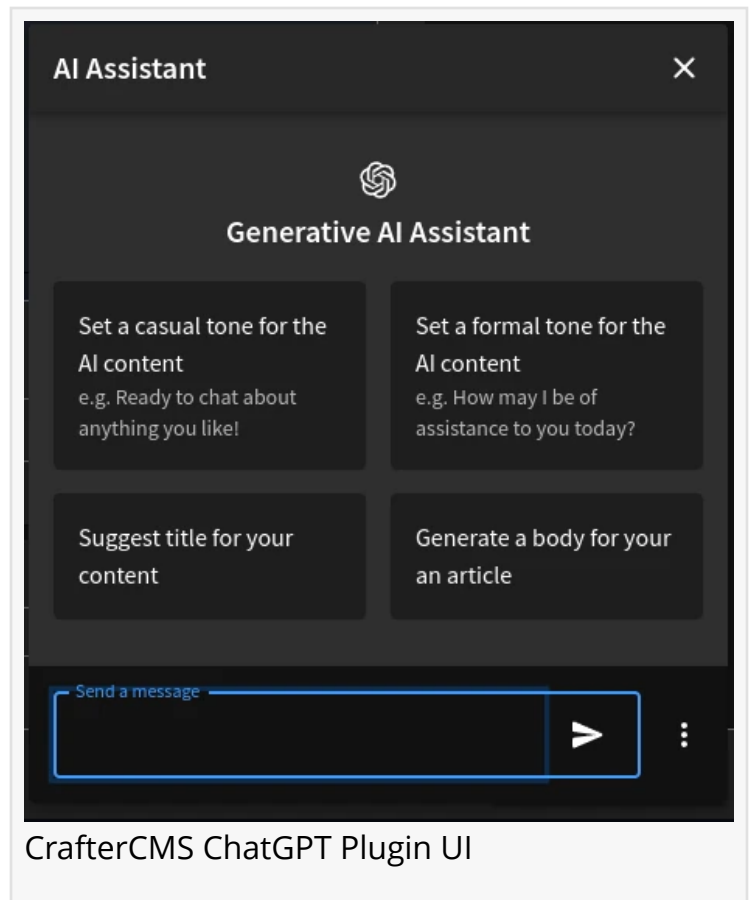 AI Assistant
Generative AI Assistant
Set a casual tone for the
AI content
e.g. Ready to chat about
anything you like!
Set a formal tone for the
AI content
e.g. How may I be of
assistance to you today?
Suggest title for your
content
Generate a body for your
an article
Send a message
CrafterCMS ChatGPT Plugin UI